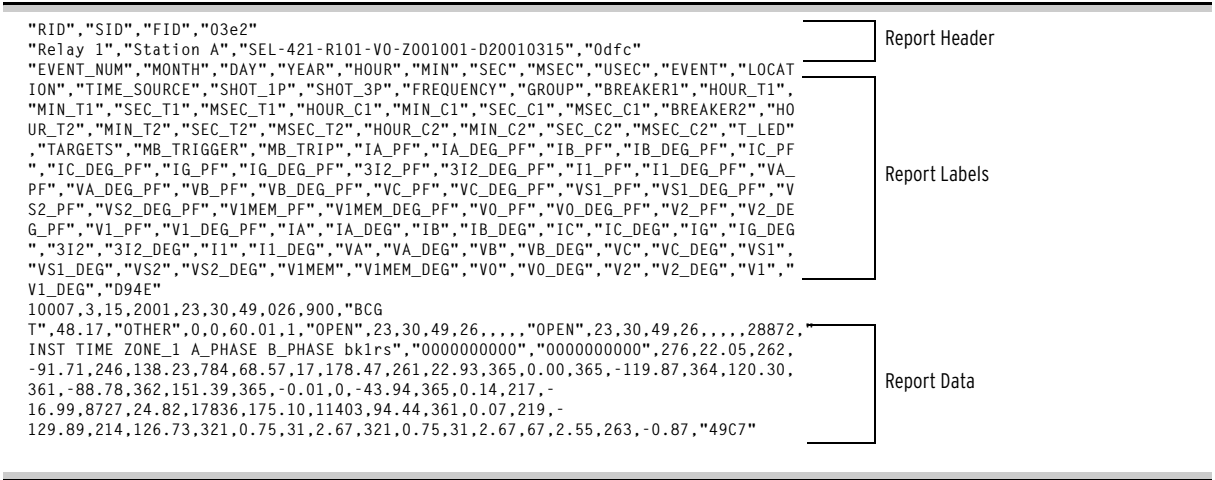 "RID","SID","FID","03e2"
"Relay 1","Station A","SEL-421-R101-V0-Z001001-D20010315","0dfc"
Report Header
"EVENT_NUM","MONTH","DAY","YEAR","HOUR","MIN","SEC","MSEC","USEC","EVENT","LOCAT
ION","TIME_SOURCE","SHOT_1P","SHOT_3P","FREQUENCY","GROUP","BREAKER1","HOUR_T1",
"MIN_T1","SEC_T1","MSEC_T1","HOUR_C1","MIN_C1","SEC_C1","MSEC_C1","BREAKER2","HO
UR_T2","MIN_T2","SEC_T2","MSEC_T2","HOUR_C2","MIN_C2","SEC_C2","MSEC_C2","T_LED"
,"TARGETS","MB_TRIGGER","MB_TRIP","IA_PF","IA_DEG_PF","IB_PF","IB_DEG_PF","IC_PF
","IC_DEG_PF","IG_PF","IG_DEG_PF","3I2_PF","3I2_DEG_PF","I1_PF","I1_DEG_PF","VA_
PF","VA_DEG_PF","VB_PF","VB_DEG_PF","VC_PF","VC_DEG_PF","VS1_PF","VS1_DEG_PF","V
S2_PF","VS2_DEG_PF","V1MEM_PF","V1MEM_DEG_PF","V0_PF","V0_DEG_PF","V2_PF","V2_DE
G_PF","V1_PF","V1_DEG_PF","IA","IA_DEG","IB","IB_DEG","IC","IC_DEG","IG","IG_DEG
","3I2","3I2_DEG","I1","I1_DEG","VA","VA_DEG","VB","VB_DEG","VC","VC_DEG","VS1",
"VS1_DEG","VS2","VS2_DEG","V1MEM","V1MEM_DEG","V0","V0_DEG","V2","V2_DEG","V1","
V1_DEG","D94E"
Report Labels
10007,3,15,2001,23,30,49,026,900,"BCG
T",48.17,"OTHER",0,0,60.01,1,"OPEN",23,30,49,26,,,,,"OPEN",23,30,49,26,,,,,28872,"
INST TIME ZONE_1 A_PHASE B_PHASE bk1rs","0000000000","0000000000",276,22.05,262,
-91.71,246,138.23,784,68.57,17,178.47,261,22.93,365,0.00,365,-119.87,364,120.30,
361,-88.78,362,151.39,365,-0.01,0,-43.94,365,0.14,217,-
16.99,8727,24.82,17836,175.10,11403,94.44,361,0.07,219,-
129.89,214,126.73,321,0.75,31,2.67,321,0.75,31,2.67,67,2.55,263,-0.87,"49C7"
Report Data